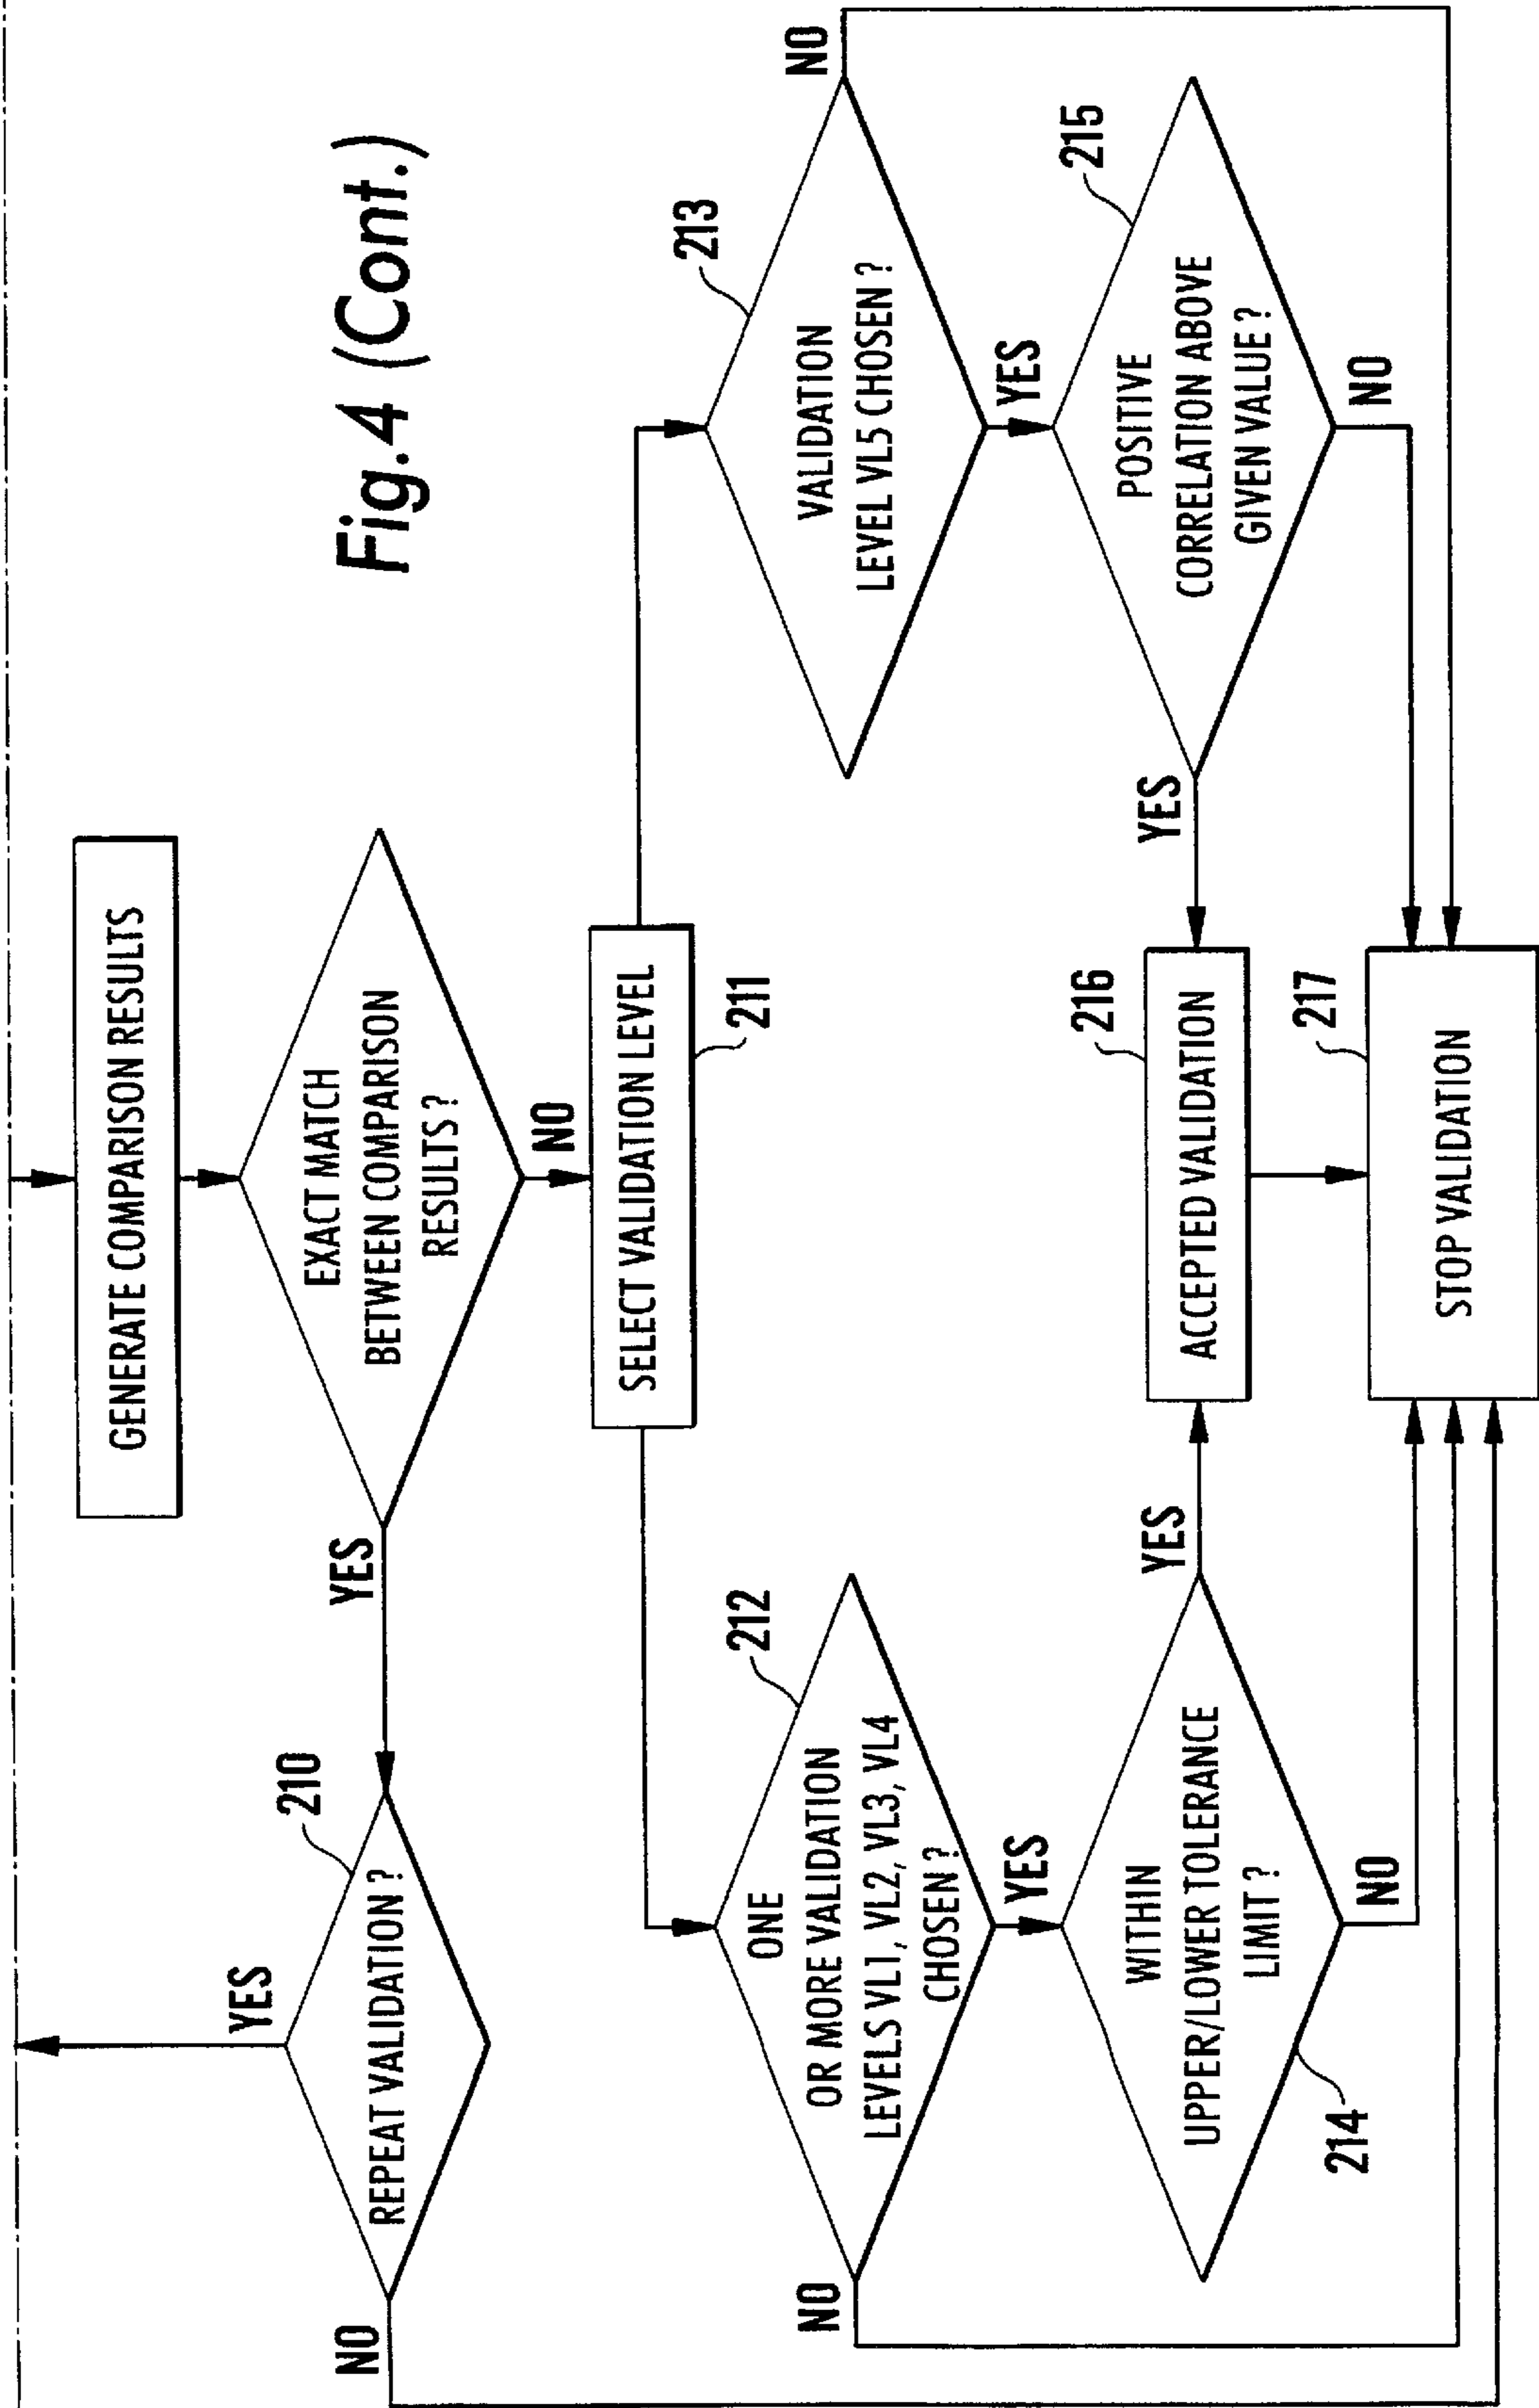 Fig.4 (Cont.)
GENERATE COMPARISON RESULTS
EXACT MATCH
BETWEEN COMPARISON
RESULTS ?
YES
NO
210
REPEAT VALIDATION ?
YES
NO
SELECT VALIDATION LEVEL
211
212
ONE
OR MORE VALIDATION
LEVELS VL1, VL2, VL3, VL4
CHOSEN ?
NO
YES
213
VALIDATION
LEVEL VL5 CHOSEN ?
NO
YES
WITHIN
UPPER/LOWER TOLERANCE
LIMIT ?
214
YES
NO
215
POSITIVE
CORRELATION ABOVE
GIVEN VALUE ?
YES
NO
216
ACCEPTED VALIDATION
217
STOP VALIDATION